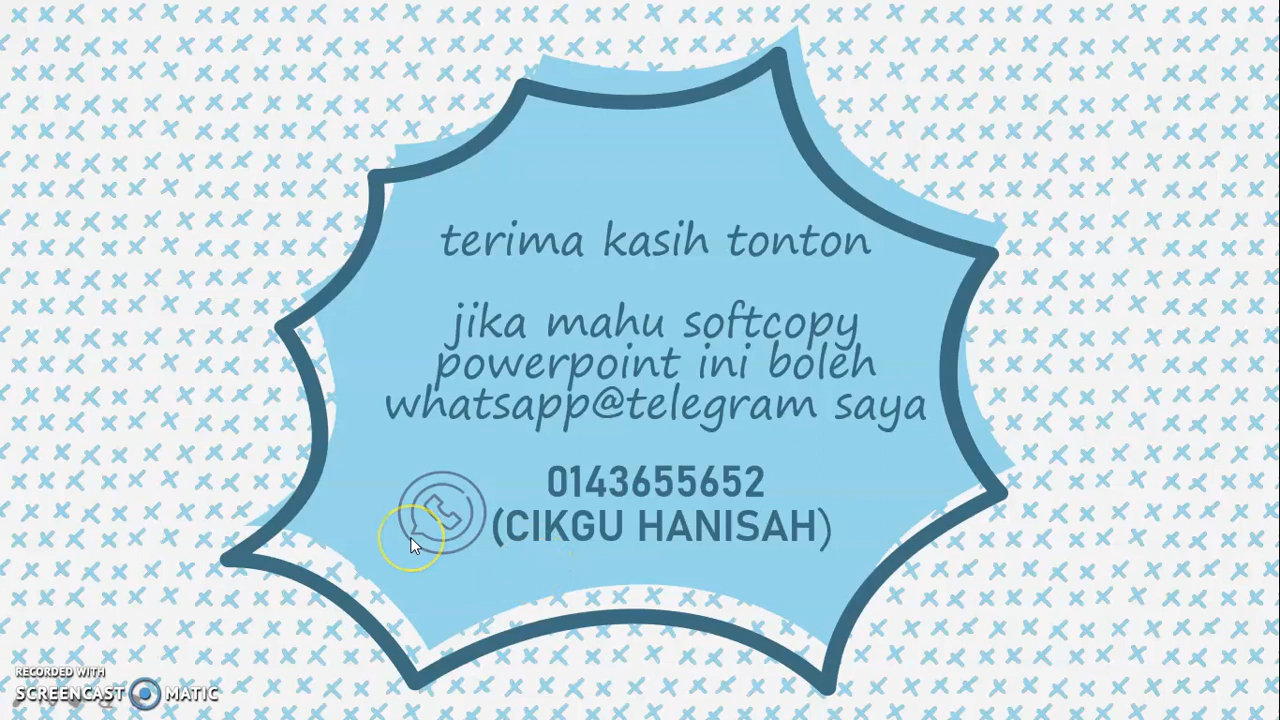 terima kasih tonton
jika mahu softcopy
powerpoint ini boleh
whatsapp@telegram saya
0143655652
(CIKGU HANISAH)
RECORDED WITH
SCREENCAST MATIC